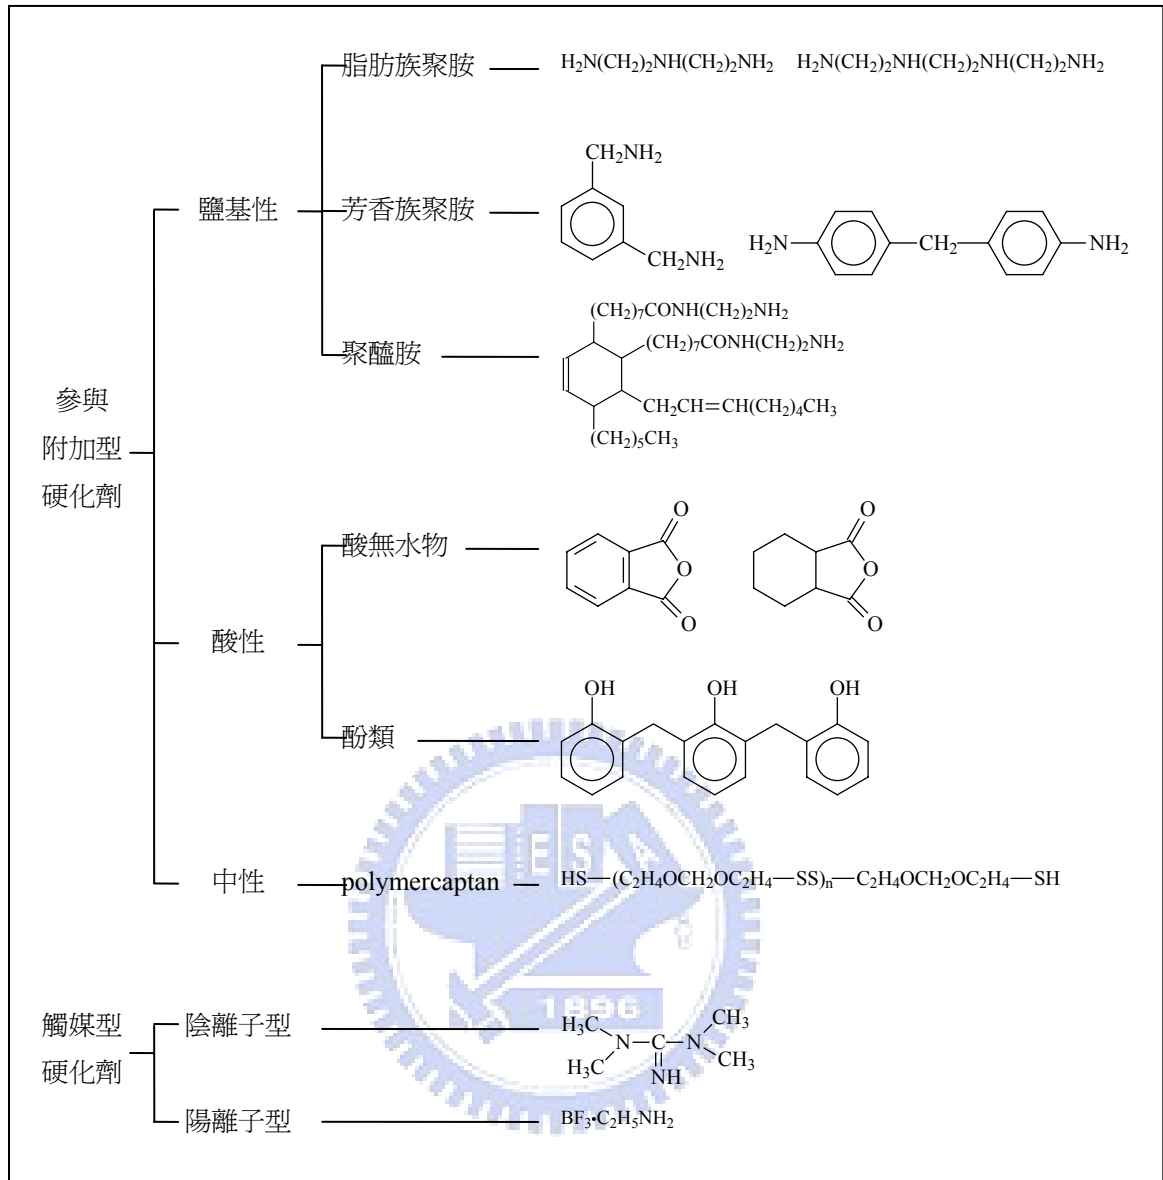 脂肪族聚胺 H₂N(CH₂)₂NH(CH₂)₂NH₂ H₂N(CH₂)₂NH(CH₂)₂NH(CH₂)₂NH₂
CH₂NH₂
鹽基性 芳香族聚胺
CH₂NH₂
H₂N CH₂ NH₂
(CH₂)₇CONH(CH₂)₂NH₂
聚醯胺
(CH₂)₇CONH(CH₂)₂NH₂
CH₂CH=CH(CH₂)₄CH₃
(CH₂)₅CH₃
參與
附加型
硬化劑
酸無水物
O O
O O
O O
酸性
OH OH OH
酚類
E S A
中性 polymercaptan HS—(C₂H₄OCH₂OC₂H₄—SS)ₙ—C₂H₄OCH₂OC₂H₄—SH
1896
觸媒型
硬化劑
陰離子型
H₃C CH₃
N—C—N
H₃C CH₃
NH
陽離子型 BF₃•C₂H₅NH₂